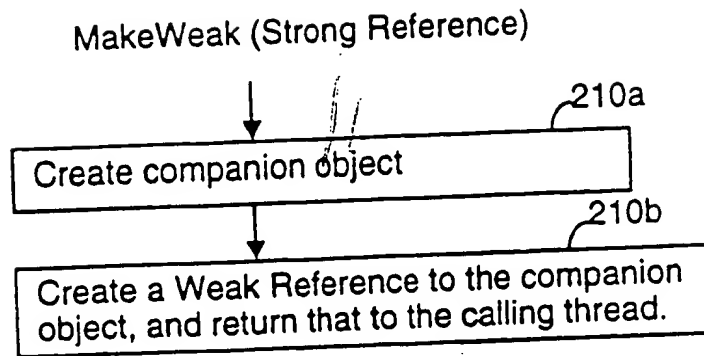 MakeWeak (Strong Reference)
210a
Create companion object
210b
Create a Weak Reference to the companion
object, and return that to the calling thread.